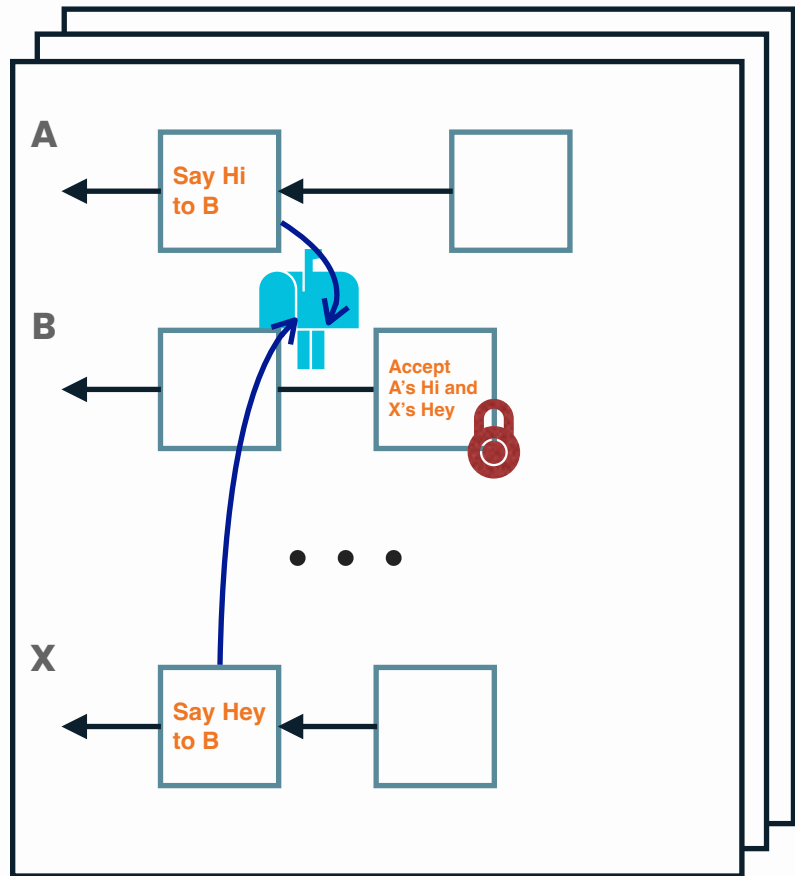 A
Say Hi
to B
B
Accept
A's Hi and
X's Hey
X
Say Hey
to B